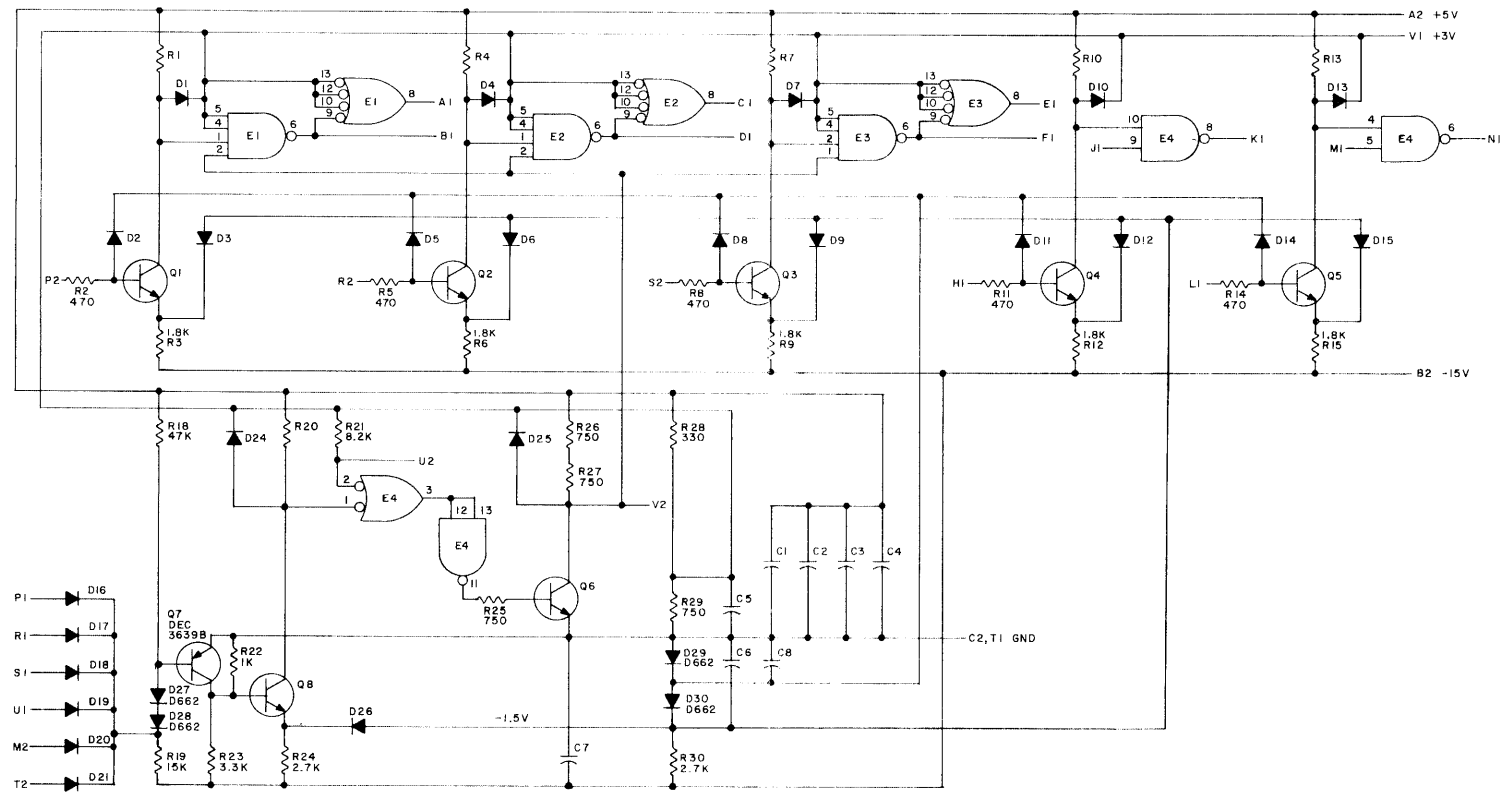 A2 +5V
V1 +3V
R1
R4
R7
R10
R13
D1
D4
D7
D10
D13
13
12
10
9
E1
8
A1
13
12
10
9
E2
8
C1
13
12
10
9
E3
8
E1
5
4
1
2
E1
6
B1
5
4
1
2
E2
6
D1
5
4
2
1
E3
6
F1
10
9
J1
E4
8
K1
4
5
M1
E4
6
N1
D2
D3
D5
D6
D8
D9
D11
D12
D14
D15
P2
R2
470
Q1
R2
R5
470
Q2
S2
R8
470
Q3
H1
R11
470
Q4
L1
R14
470
Q5
1.8K
R3
1.8K
R6
1.8K
R9
1.8K
R12
1.8K
R15
B2 -15V
R18
47K
D24
R20
R21
8.2K
U2
D25
R26
750
R27
750
R28
330
2
1
E4
3
12
13
E4
11
V2
C1
C2
C3
C4
R25
750
Q6
R29
750
C5
P1
D16
R1
D17
S1
D18
U1
D19
M2
D20
T2
D21
Q7
DEC
3639B
R22
1K
Q8
C2,T1 GND
D29
D662
C6
C8
D27
D662
D28
D662
D30
D662
D26
-1.5V
R19
15K
R23
3.3K
R24
2.7K
C7
R30
2.7K